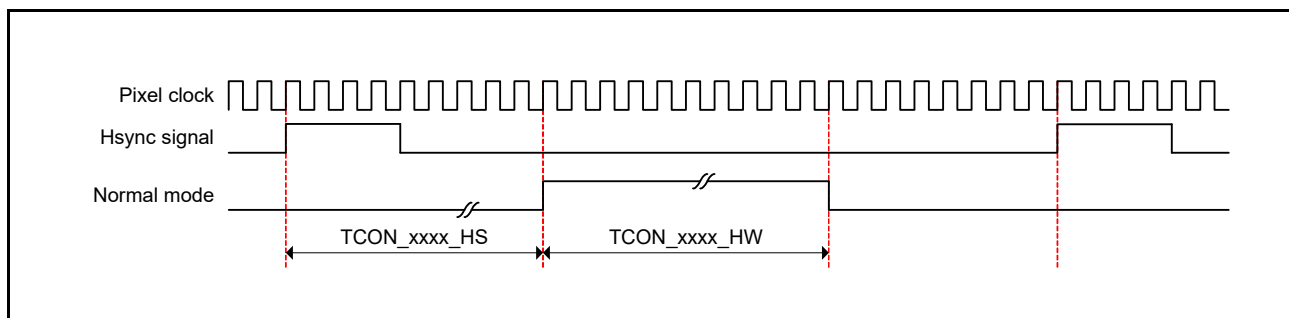 Pixel clock
Hsync signal
Normal mode
TCON_xxxx_HS
TCON_xxxx_HW